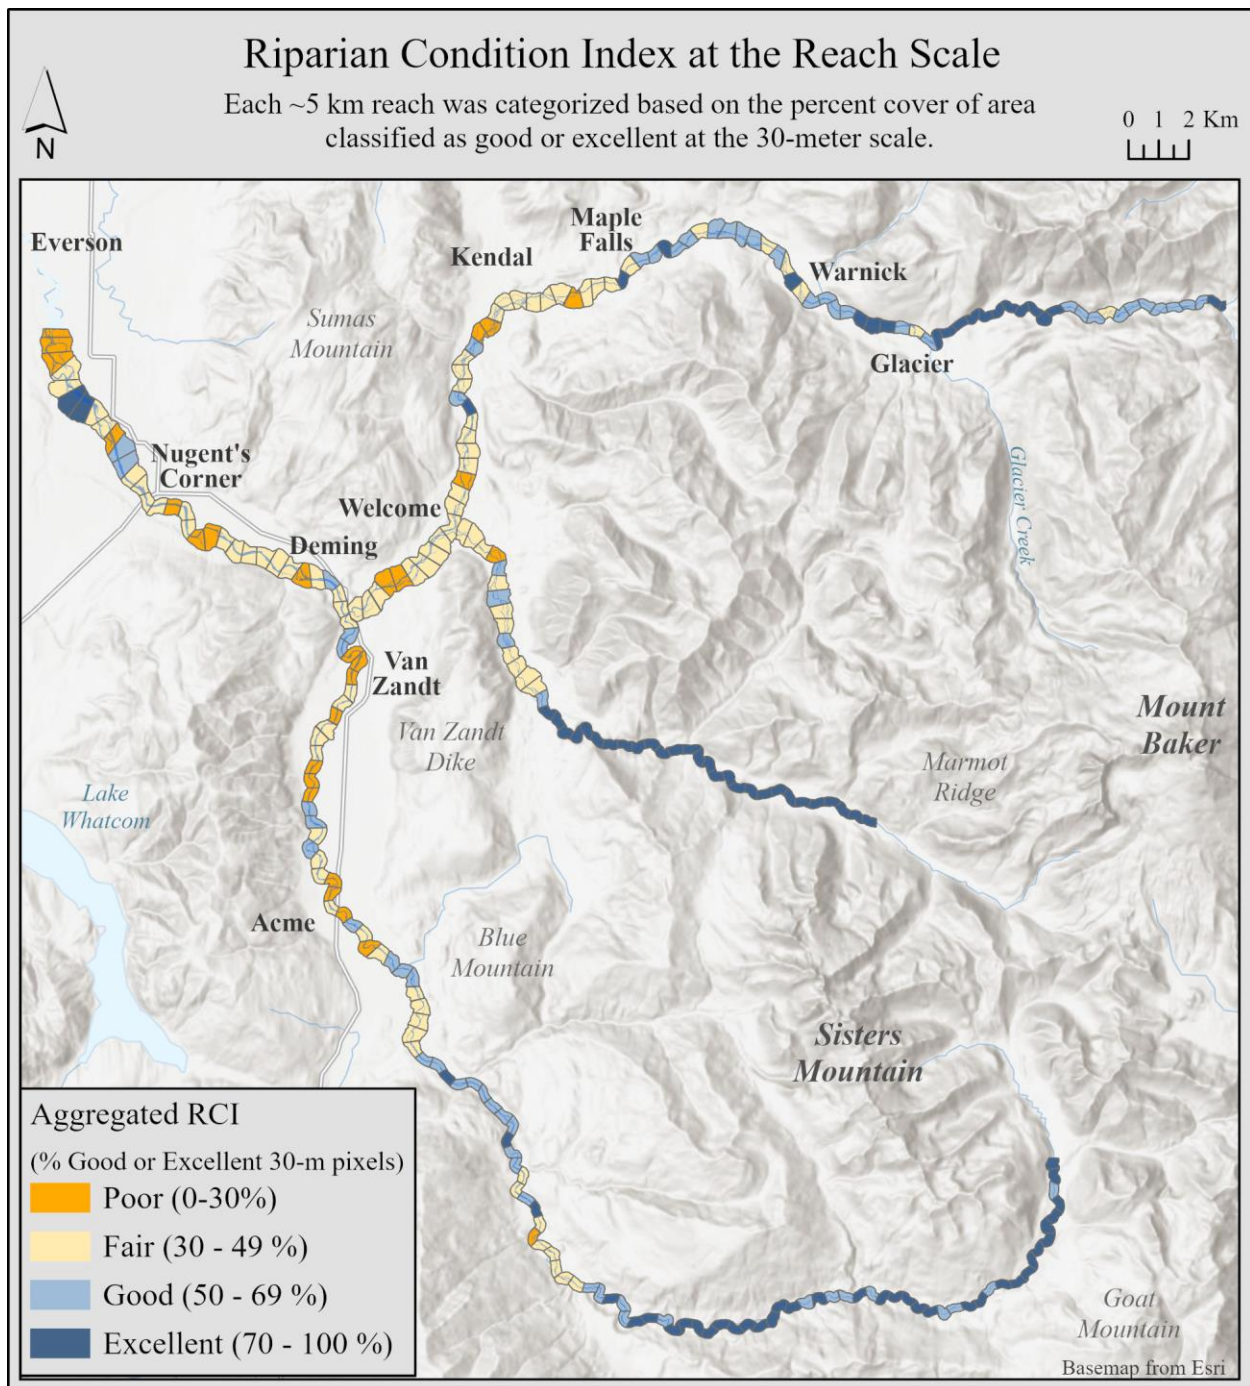 Riparian Condition Index at the Reach Scale
Each ~5 km reach was categorized based on the percent cover of area
classified as good or excellent at the 30-meter scale.
N
0 1 2 Km
Everson
Maple
Falls
Kendal
Warnick
Sumas
Mountain
Glacier
Nugent's
Corner
Welcome
Glacier Creek
Deming
Van
Zandt
Mount
Baker
Van Zandt
Dike
Marmot
Ridge
Lake
Whatcom
Acme
Blue
Mountain
Sisters
Mountain
Aggregated RCI
(% Good or Excellent 30-m pixels)
Poor (0-30%)
Fair (30 - 49 %)
Good (50 - 69 %)
Excellent (70 - 100 %)
Goat
Mountain
Basemap from Esri